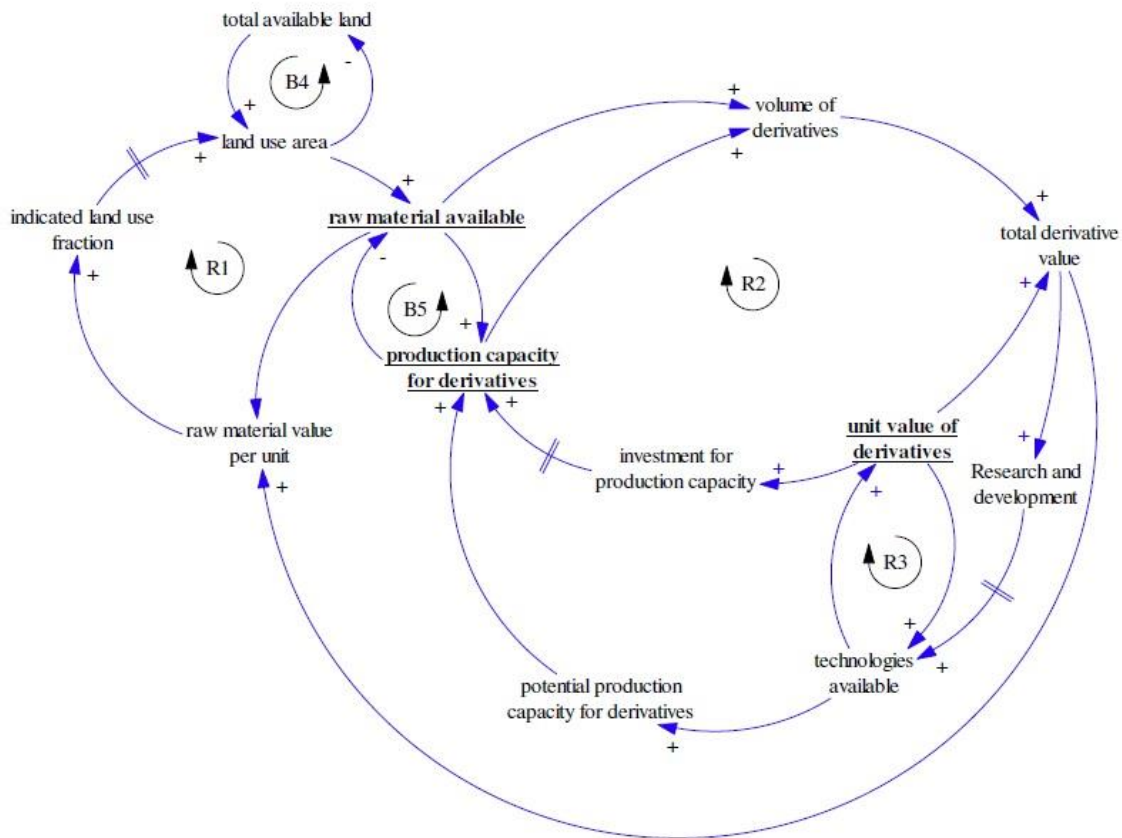 total available land
-
B4
+
land use area
+
+
+
volume of
derivatives
+
indicated land use
fraction
+
R1
raw material available
-
B5
+
production capacity
for derivatives
+
+
R2
+
total derivative
value
+
raw material value
per unit
+
investment for
production capacity
+
unit value of
derivatives
+
+
Research and
development
R3
+
+
technologies
available
potential production
capacity for derivatives
+